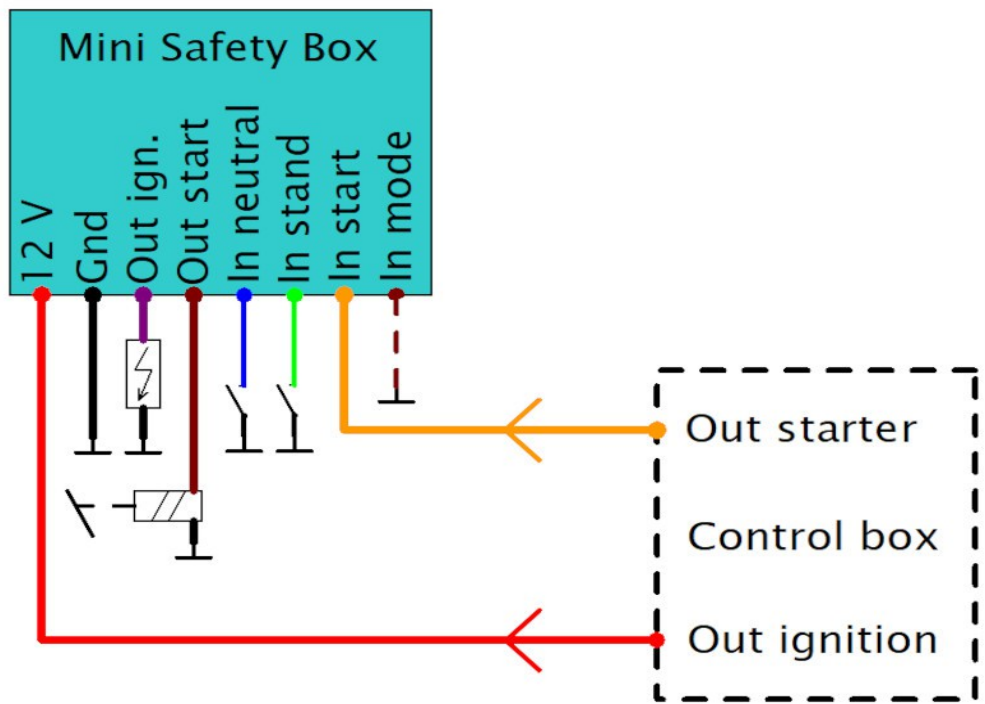 Mini Safety Box
12 V
Gnd
Out ign.
Out start
In neutral
In stand
In start
In mode
Out starter
Control box
Out ignition